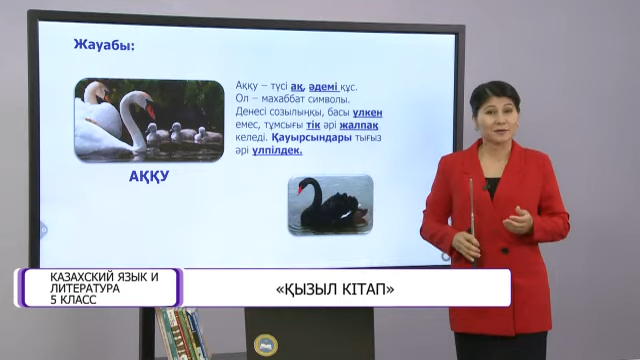 Жауабы:
Аққу – түсі ақ, әдемі құс.
Ол – махаббат символы.
Денесі созылыңқы, басы үлкен
емес, тұмсығы тік әрі жалпақ
келеді. Қауырсындары тығыз
әрі үлпілдек.
АҚҚУ
КАЗАХСКИЙ ЯЗЫК И
ЛИТЕРАТУРА
5 КЛАСС
«ҚЫЗЫЛ КІТАП»